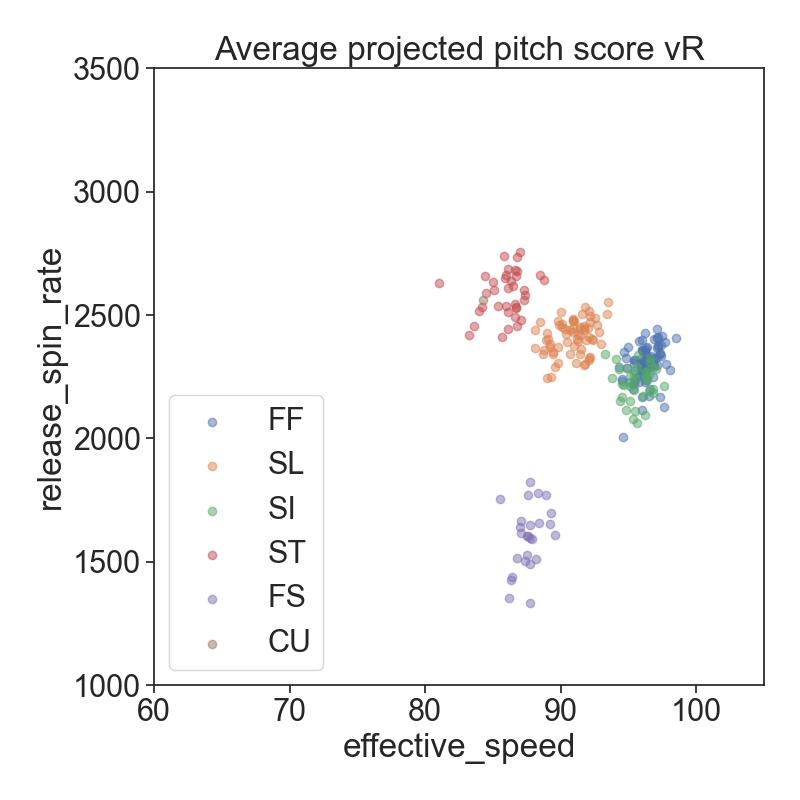 Average projected pitch score vR
3500
3000
2500
2000
1500
1000
release_spin_rate
FF
SL
SI
ST
FS
CU
60
70
80
90
100
effective_speed